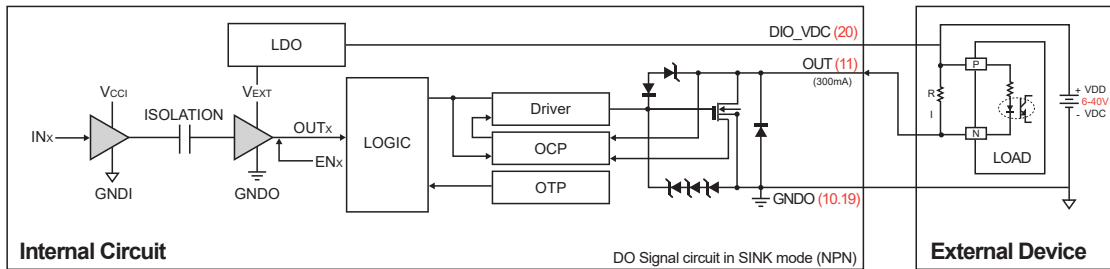 LDO
DIO_VDC (20)
OUT (11)
(300mA)
VCCI
ISOLATION
VEXT
INX
OUTX
ENX
GNDI
GNDO
LOGIC
Driver
OCP
OTP
GNDO (10.19)
P
R
I
N
LOAD
+ VDD
6-40V
- VDC
Internal Circuit
DO Signal circuit in SINK mode (NPN)
External Device